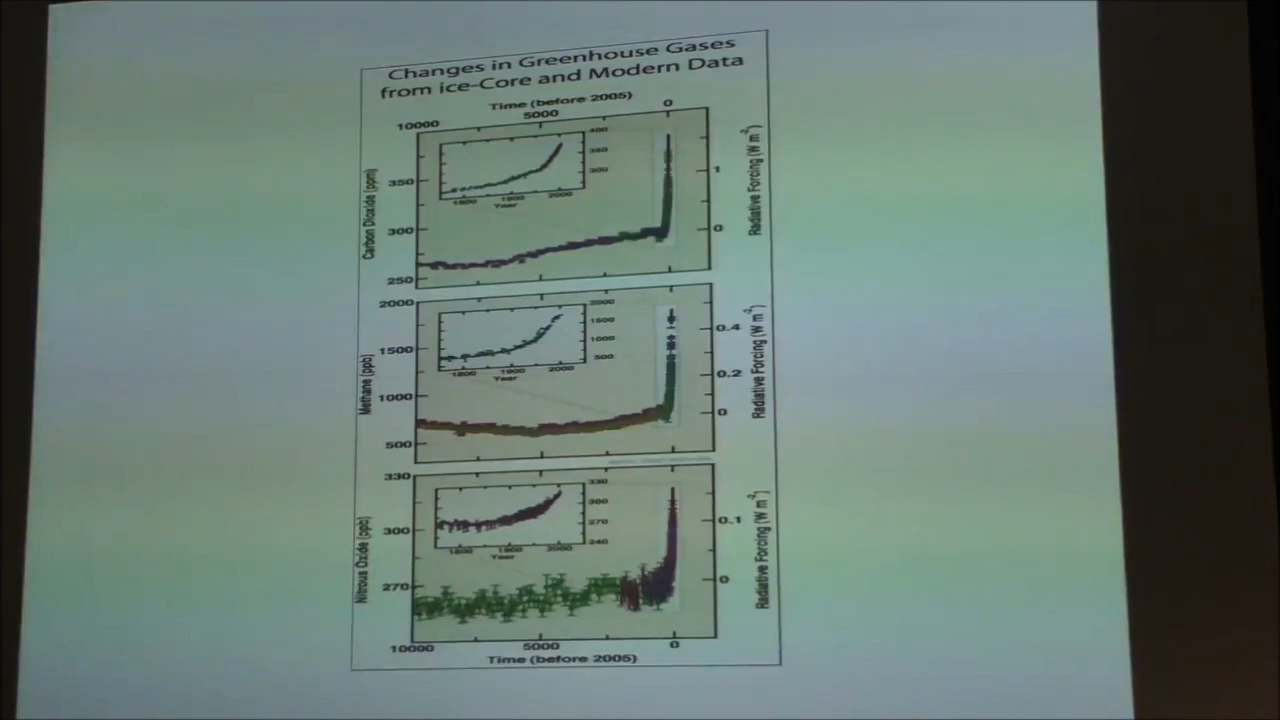 Changes in Greenhouse Gases
from ice-Core and Modern Data
Time (before 2005)
10000 5000 0
Carbon Dioxide (ppm)
350
300
250
400
350
300
1800 1900 2000
Year
1
0
Radiative Forcing (W m-2)
Methane (ppb)
2000
1500
1000
500
2000
1500
1000
500
1800 1900 2000
Year
0.4
0.2
0
Radiative Forcing (W m-2)
Nitrous Oxide (ppb)
330
300
270
330
300
270
240
1800 1900 2000
Year
0.1
0
Radiative Forcing (W m-2)
10000 5000 0
Time (before 2005)